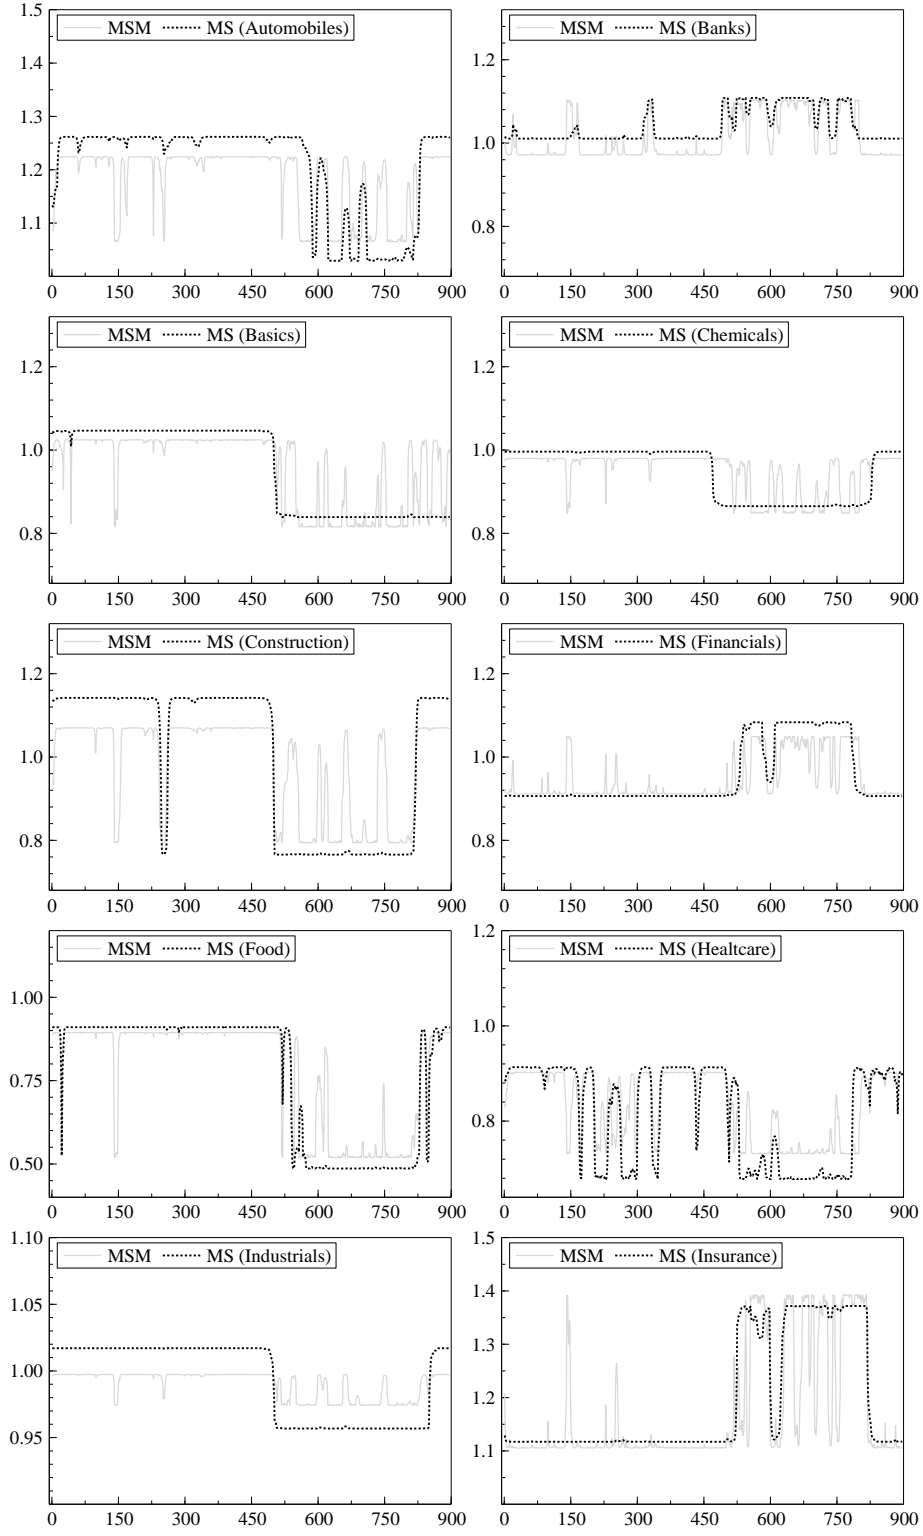 MSM MS (Automobiles)
1.5
1.4
1.3
1.2
1.1
0 150 300 450 600 750 900
MSM MS (Banks)
1.2
1.0
0.8
0 150 300 450 600 750 900
MSM MS (Basics)
1.2
1.0
0.8
0 150 300 450 600 750 900
MSM MS (Chemicals)
1.2
1.0
0.8
0 150 300 450 600 750 900
MSM MS (Construction)
1.2
1.0
0.8
0 150 300 450 600 750 900
MSM MS (Financials)
1.2
1.0
0.8
0 150 300 450 600 750 900
MSM MS (Food)
1.00
0.75
0.50
0 150 300 450 600 750 900
MSM MS (Healtcare)
1.2
1.0
0.8
0 150 300 450 600 750 900
MSM MS (Industrials)
1.10
1.05
1.00
0.95
0 150 300 450 600 750 900
MSM MS (Insurance)
1.5
1.4
1.3
1.2
1.1
0 150 300 450 600 750 900